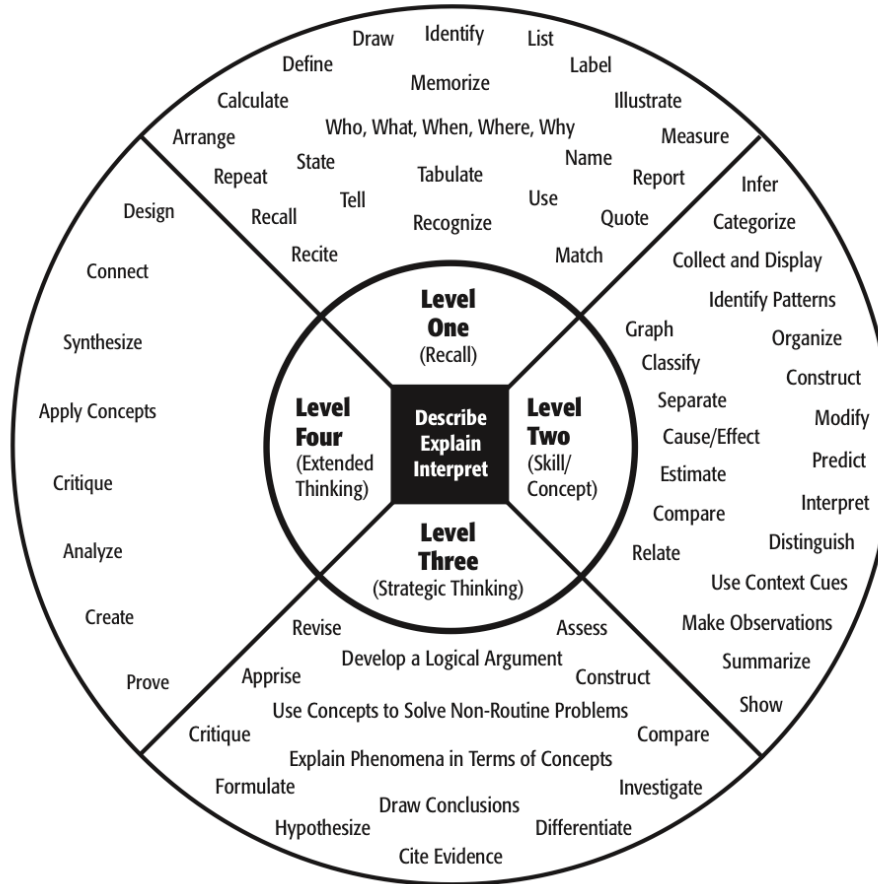 Draw
Identify
List
Define
Label
Memorize
Calculate
Illustrate
Arrange
Who, What, When, Where, Why
Measure
State
Name
Repeat
Tabulate
Report
Tell
Use
Recall
Recognize
Quote
Recite
Match
Level
One
(Recall)
Infer
Categorize
Collect and Display
Identify Patterns
Graph
Organize
Classify
Construct
Separate
Modify
Cause/Effect
Predict
Estimate
Interpret
Compare
Distinguish
Relate
Use Context Cues
Make Observations
Summarize
Show
Level
Two
(Skill/
Concept)
Describe
Explain
Interpret
Level
Three
(Strategic Thinking)
Revise
Assess
Develop a Logical Argument
Apprise
Construct
Use Concepts to Solve Non-Routine Problems
Critique
Compare
Explain Phenomena in Terms of Concepts
Formulate
Investigate
Draw Conclusions
Hypothesize
Differentiate
Cite Evidence
Level
Four
(Extended
Thinking)
Design
Connect
Synthesize
Apply Concepts
Critique
Analyze
Create
Prove